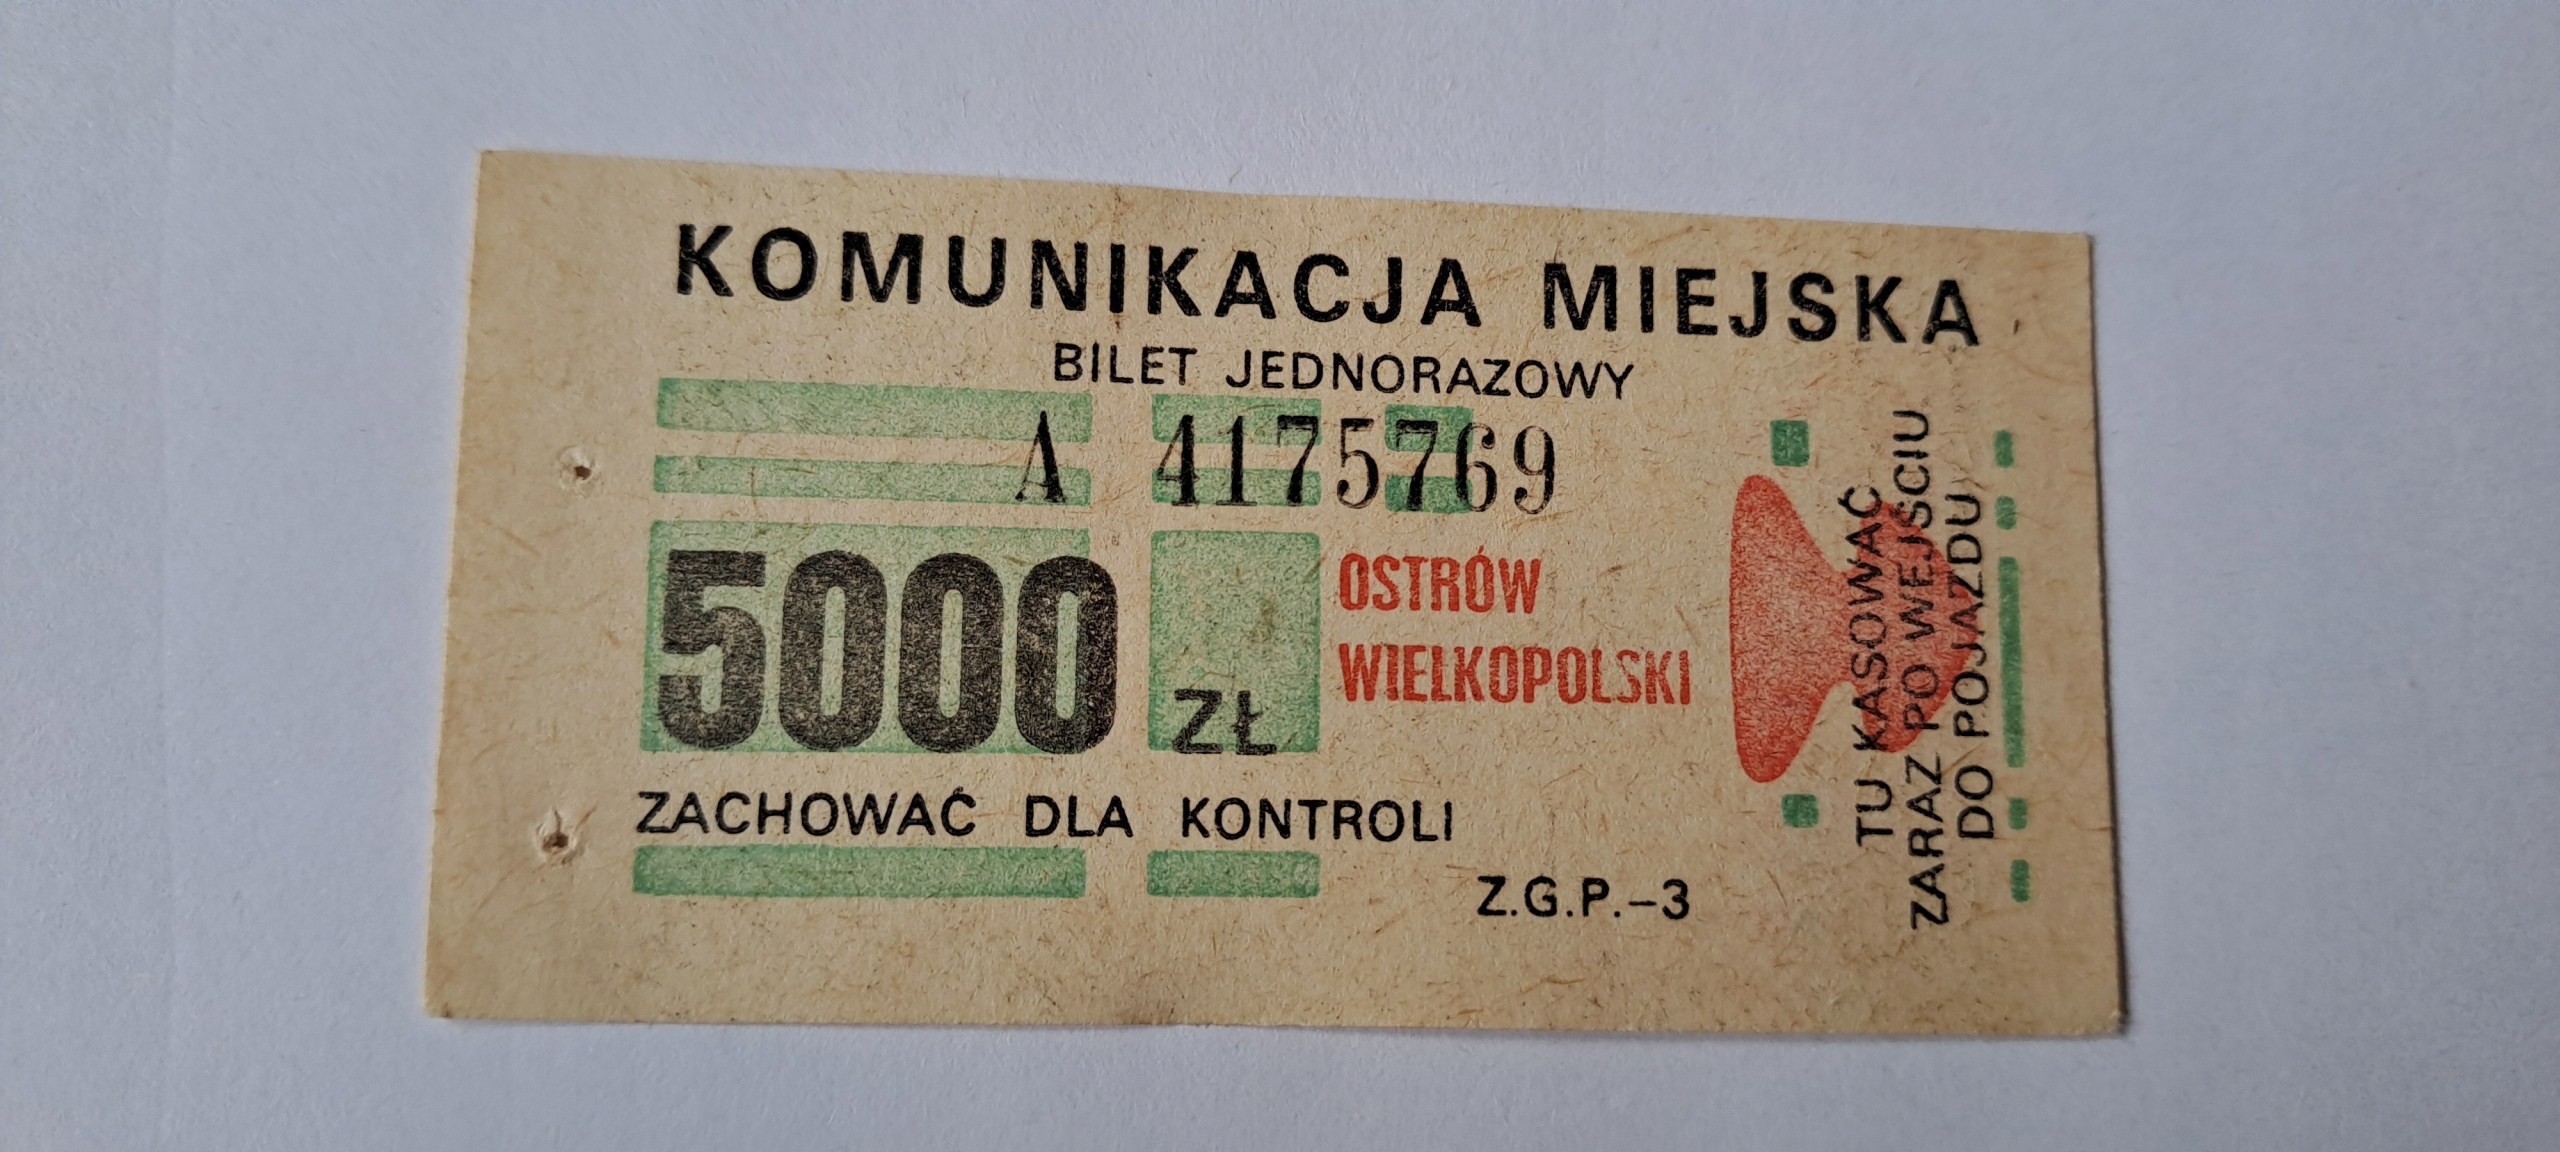 KOMUNIKACJA MIEJSKA
BILET JEDNORAZOWY
A 4175769
5000 ZŁ
OSTRÓW
WIELKOPOLSKI
ZACHOWAĆ DLA KONTROLI
Z.G.P.–3
TU KASOWAĆ
ZARAZ PO WEJŚCIU
DO POJAZDU